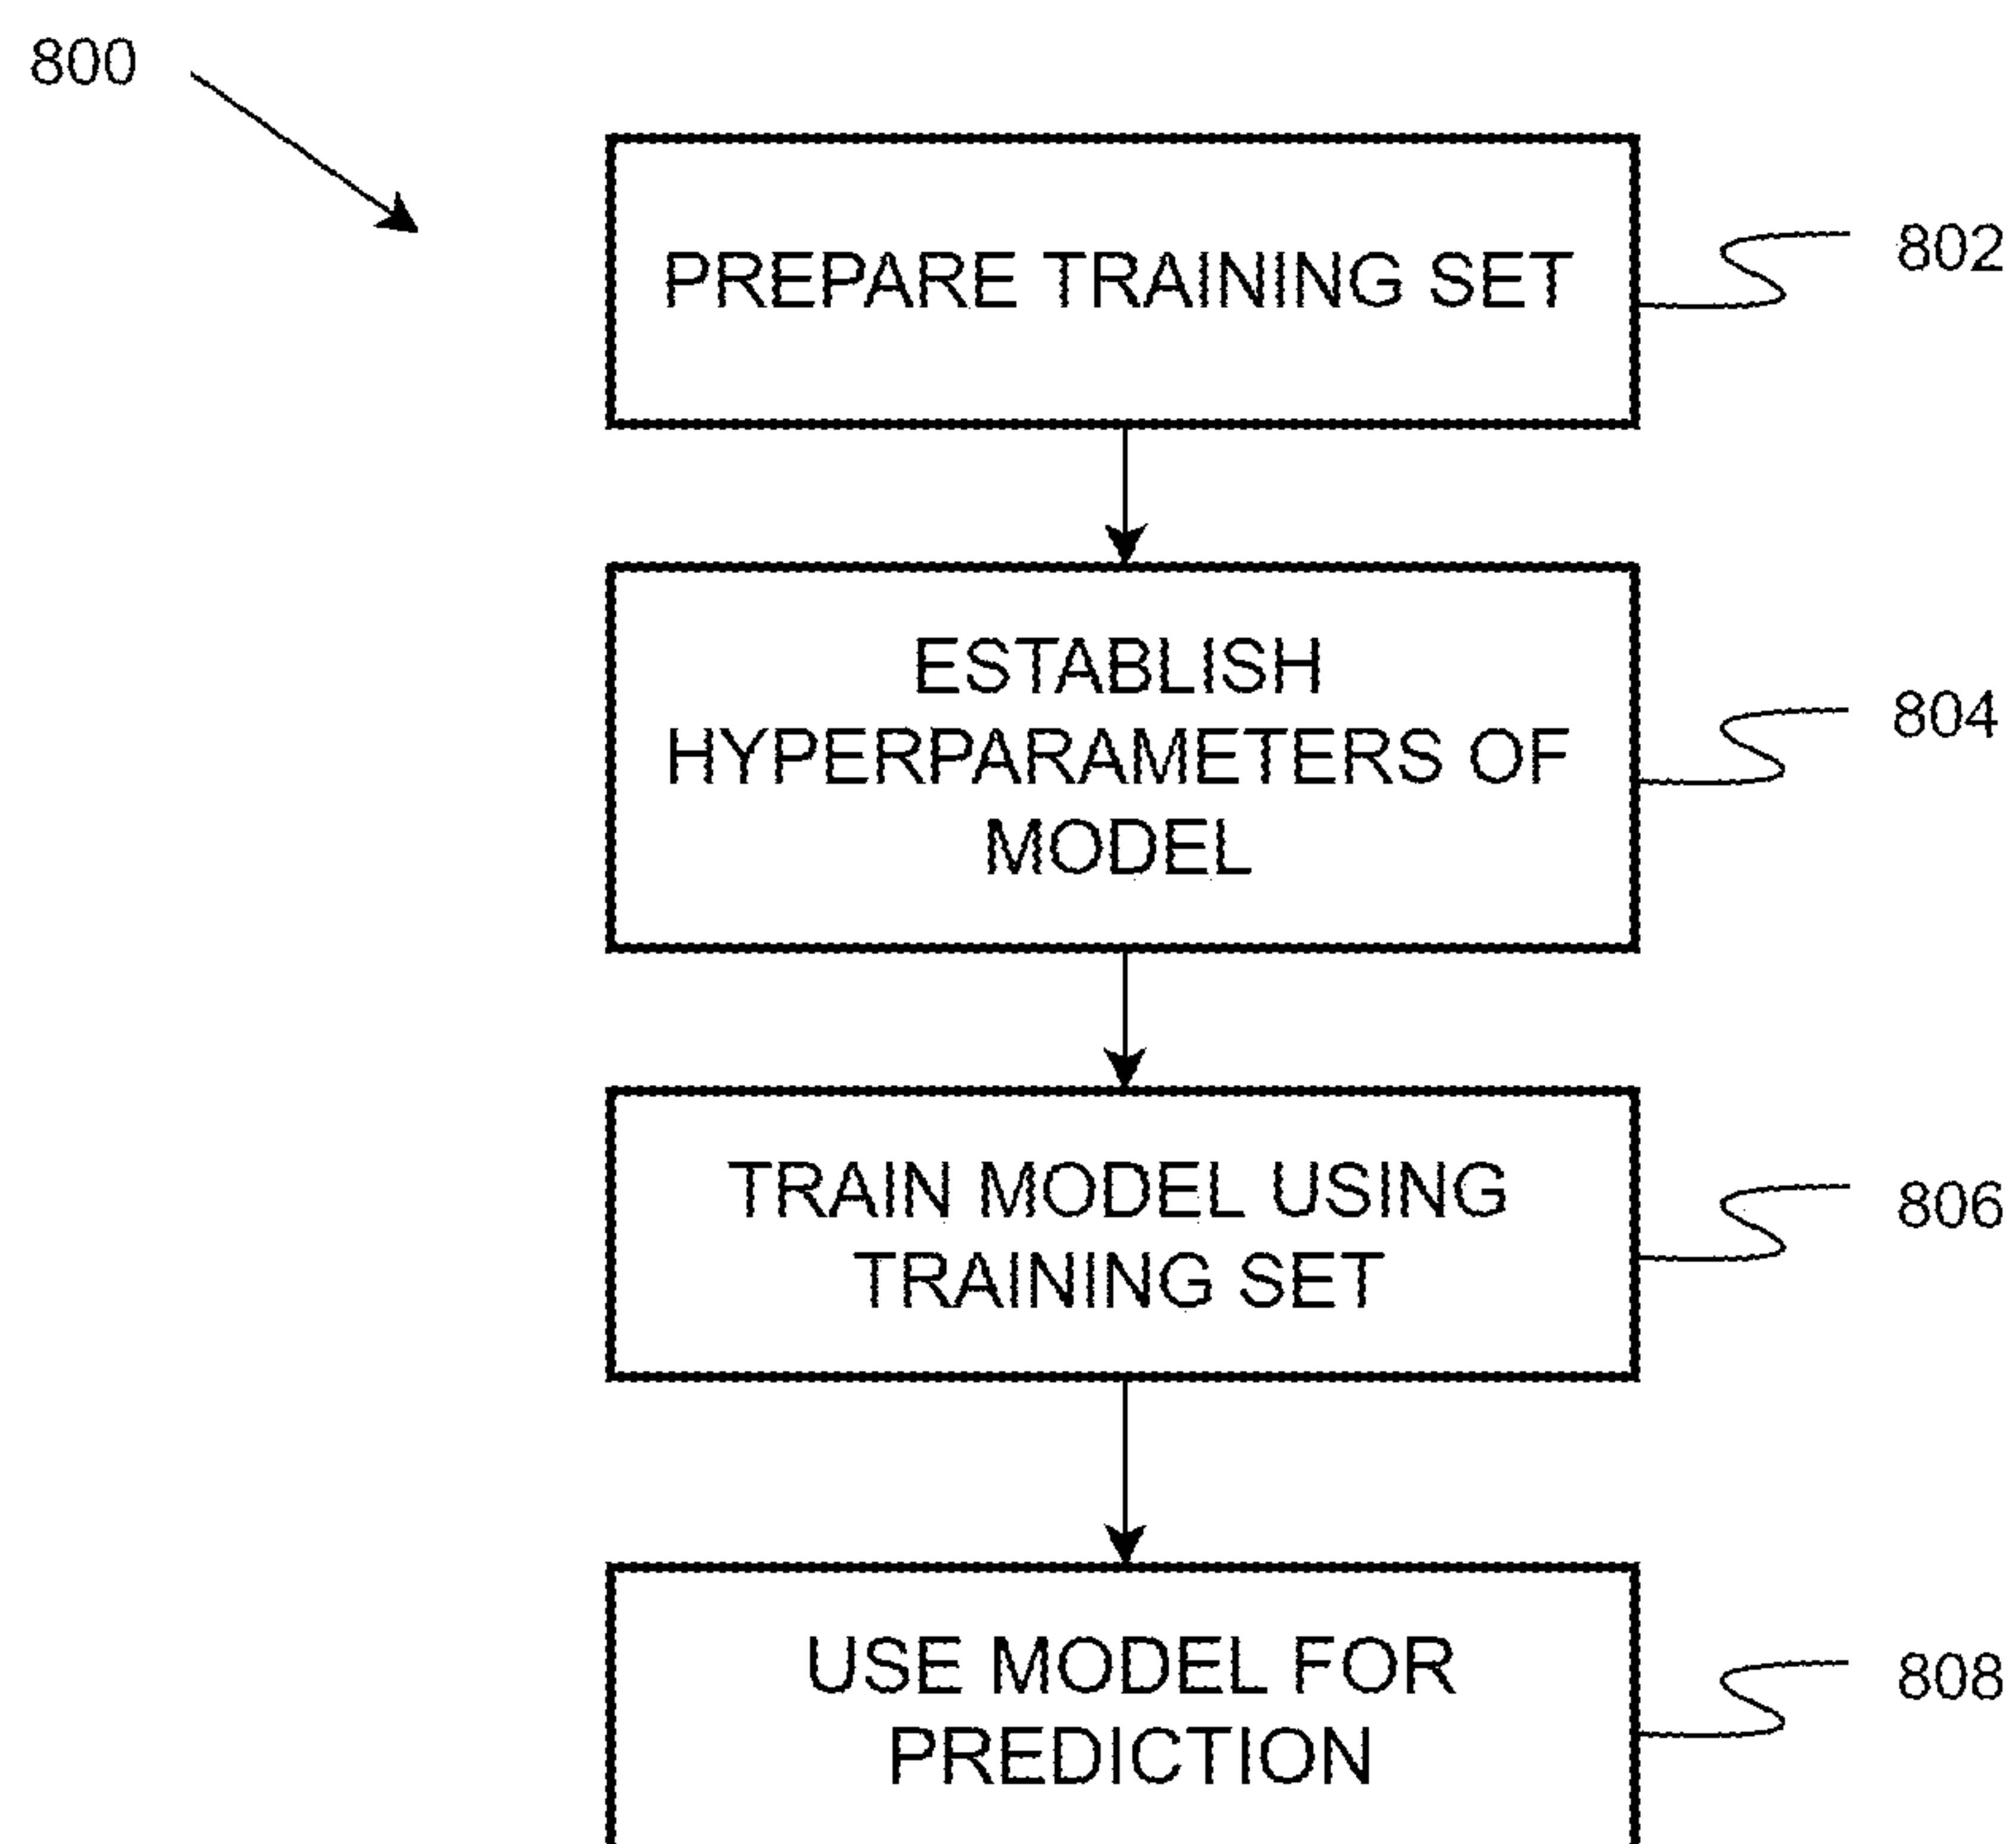 800
PREPARE TRAINING SET
802
ESTABLISH
HYPERPARAMETERS OF
MODEL
804
TRAIN MODEL USING
TRAINING SET
806
USE MODEL FOR
PREDICTION
808